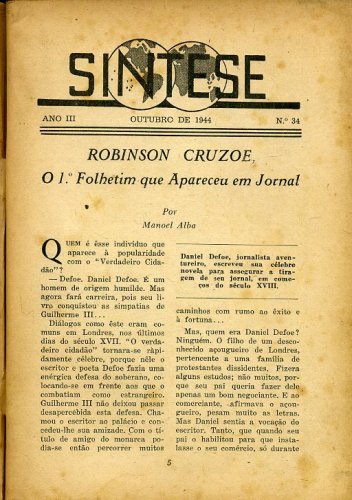 SINTESE
ANO III OUTUBRO DE 1944 N.º 34
ROBINSON CRUZOE,
O 1.º Folhetim que Apareceu em Jornal
Por
Manoel Alba
QUEM é êsse indivíduo
que aparece à popularidade
com o "Verdadeiro Cida-
dão"?
— Defoe. Daniel Defoe. É um
homem de origem humilde. Mas
agora fará carreira, pois seu li-
vro conquistou as simpatias de
Guilherme III...
Diálogos como êste eram co-
muns em Londres, nos últimos
dias do século XVII. "O verda-
deiro cidadão" tornara-se ràpi-
damente célebre, porque nêle o
escritor e poeta Defoe fazia uma
enérgica defesa do soberano, co-
locando-se em frente aos que o
combatiam como estrangeiro.
Guilherme III não deixou passar
desapercébida esta defesa. Cha-
mou o escritor ao palácio e con-
cedeu-lhe sua amizade. Com o tí-
tulo de amigo do monarca po-
dia-se então percorrer muitos
Daniel Defoe, jornalista aven-
tureiro, escreveu sua célebre
novela para assegurar a tira-
gem de seu jornal, em come-
ços do século XVIII.
caminhos com rumo ao êxito e
à fortuna...
Mas, quem era Daniel Defoe?
Ninguém. O filho de um desco-
nhecido açougueiro de Londres,
pertencente a uma família de
protestantes dissidentes. Fizera
alguns estudos; não muitos, por-
que seu pai queria fazer dele
apenas um bom negociante. E ao
comerciante, afirmava o açou-
gueiro, pesam muito as letras.
Mas Daniel sentia a vocação do
escritor. Tanto, que quando seu
pai o habilitou para que insta-
lasse o seu comércio, só durante
5